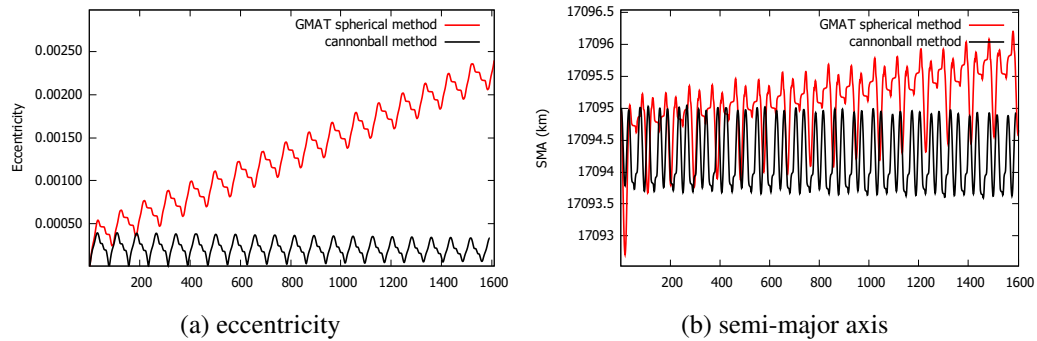 GMAT spherical method
cannonball method
0.00250
0.00200
0.00150
0.00100
0.00050
Eccentricity
200 400 600 800 1000 1200 1400 1600
(a) eccentricity
17096.5
GMAT spherical method
cannonball method
17096
17095.5
17095
17094.5
17094
17093.5
17093
SMA (km)
200 400 600 800 1000 1200 1400 1600
(b) semi-major axis